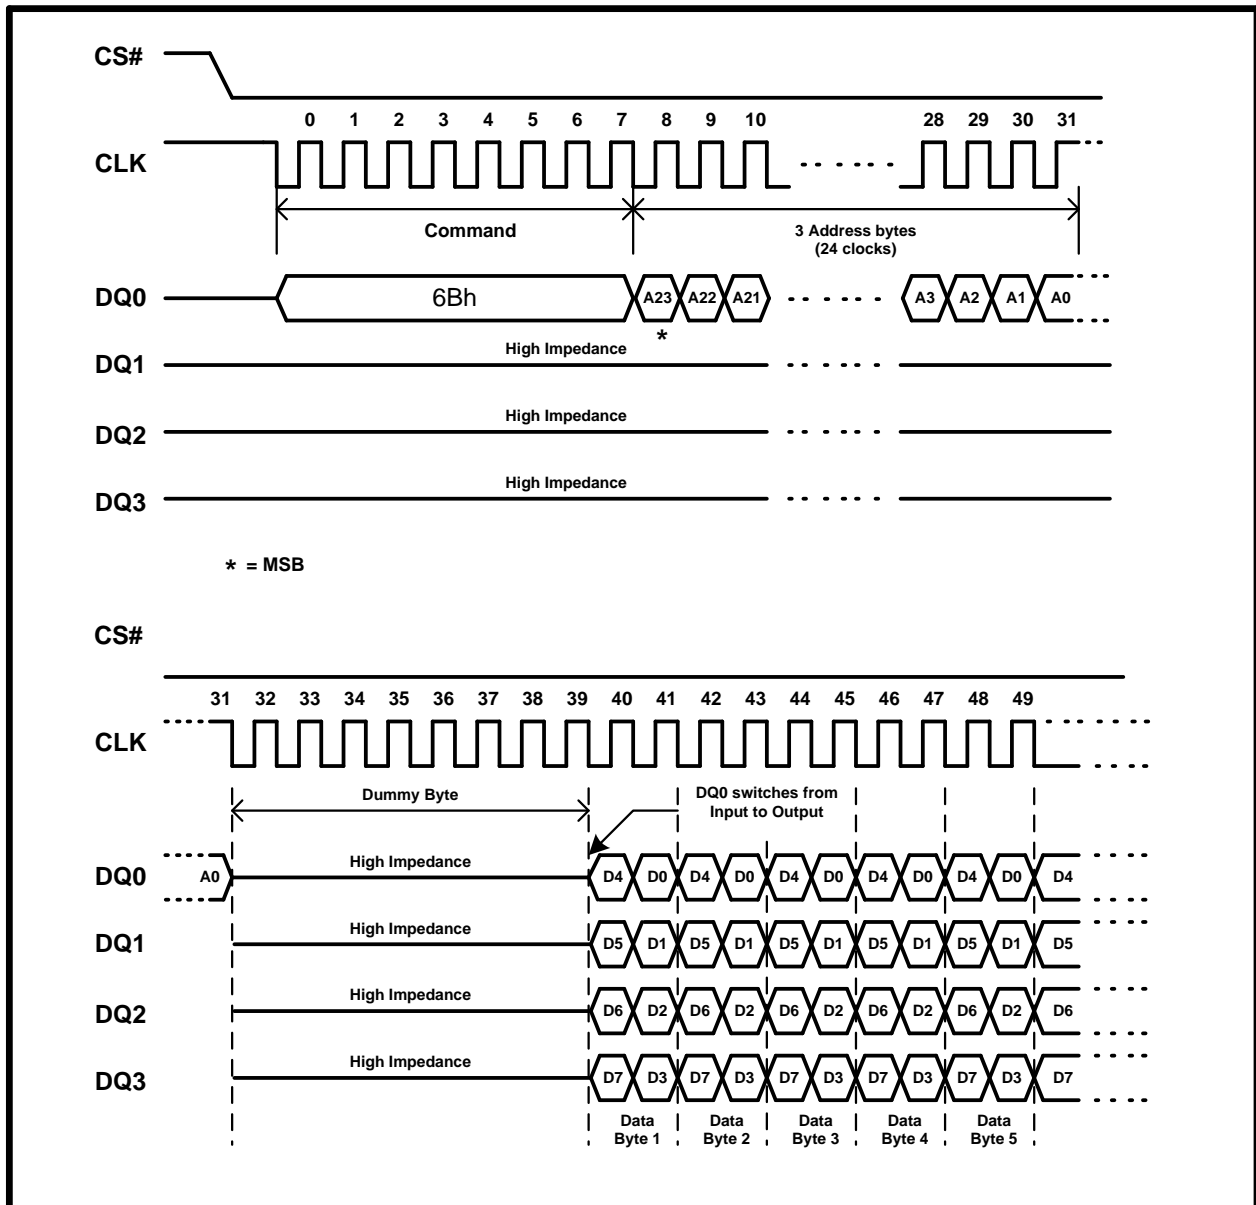 CS#
0 1 2 3 4 5 6 7 8 9 10 28 29 30 31
CLK
Command
3 Address bytes
(24 clocks)
DQ0 6Bh A23 A22 A21 A3 A2 A1 A0
*
High Impedance
DQ1
High Impedance
DQ2
High Impedance
DQ3
* = MSB
CS#
31 32 33 34 35 36 37 38 39 40 41 42 43 44 45 46 47 48 49
CLK
Dummy Byte
DQ0 switches from
Input to Output
High Impedance
DQ0 A0 D4 D0 D4 D0 D4 D0 D4 D0 D4 D0 D4
High Impedance
DQ1 D5 D1 D5 D1 D5 D1 D5 D1 D5 D1 D5
High Impedance
DQ2 D6 D2 D6 D2 D6 D2 D6 D2 D6 D2 D6
High Impedance
DQ3 D7 D3 D7 D3 D7 D3 D7 D3 D7 D3 D7
Data
Byte 1
Data
Byte 2
Data
Byte 3
Data
Byte 4
Data
Byte 5